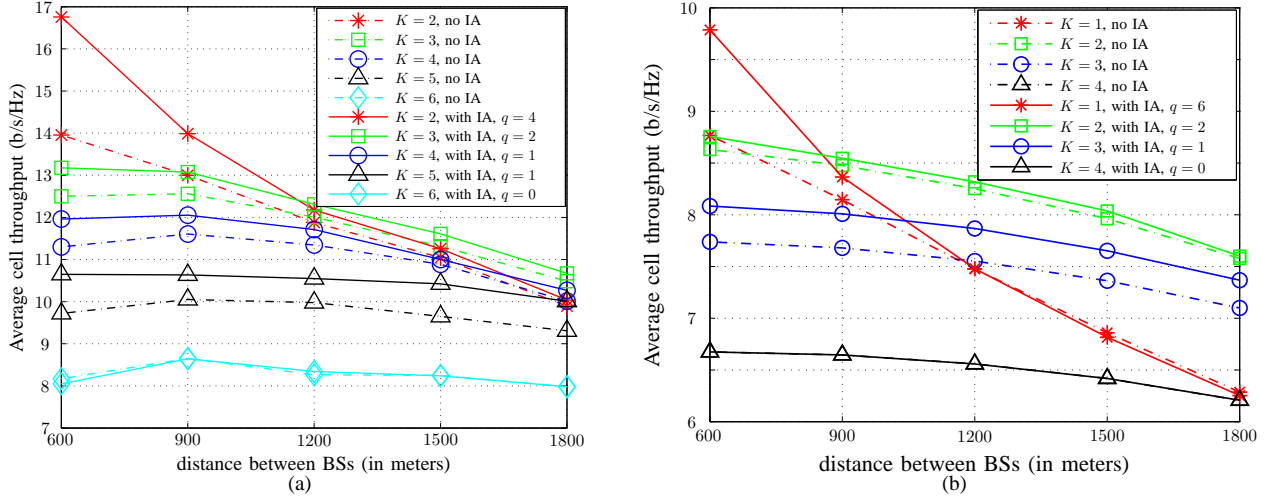 17
16
15
14
13
12
11
10
9
8
7
Average cell throughput (b/s/Hz)
K = 2, no IA
K = 3, no IA
K = 4, no IA
K = 5, no IA
K = 6, no IA
K = 2, with IA, q = 4
K = 3, with IA, q = 2
K = 4, with IA, q = 1
K = 5, with IA, q = 1
K = 6, with IA, q = 0
600 900 1200 1500 1800
distance between BSs (in meters)
(a)
10
9
8
7
6
Average cell throughput (b/s/Hz)
K = 1, no IA
K = 2, no IA
K = 3, no IA
K = 4, no IA
K = 1, with IA, q = 6
K = 2, with IA, q = 2
K = 3, with IA, q = 1
K = 4, with IA, q = 0
600 900 1200 1500 1800
distance between BSs (in meters)
(b)